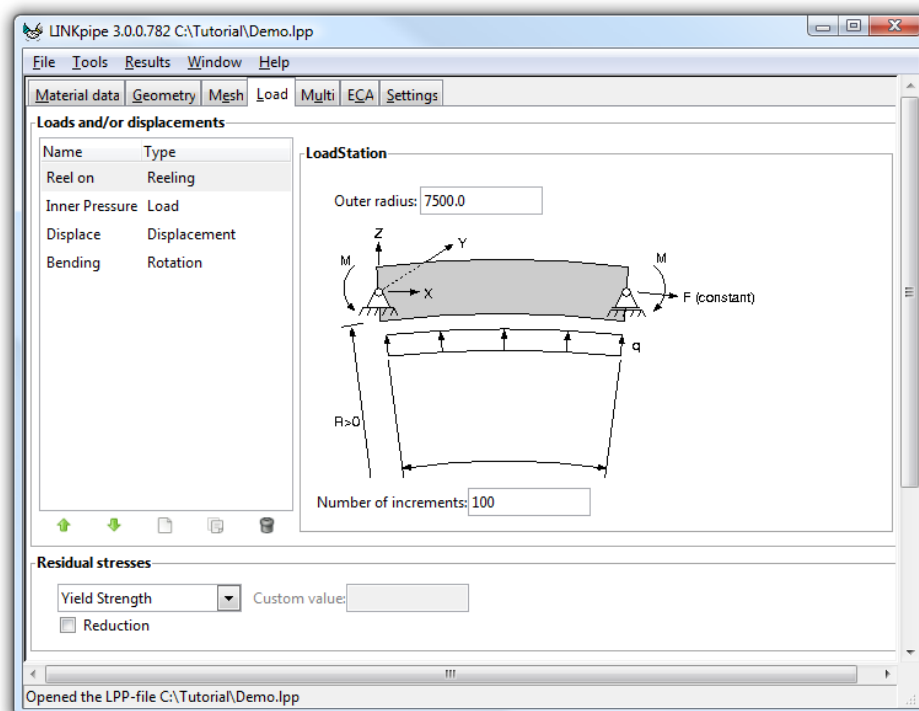 LINKpipe 3.0.0.782 C:\Tutorial\Demo.lpp
File Tools Results Window Help
Material data Geometry Mesh Load Multi ECA Settings
Loads and/or displacements
Name Type
Reel on Reeling
Inner Pressure Load
Displace Displacement
Bending Rotation
LoadStation
Outer radius: 7500.0
Z
Y
M
M
X
F (constant)
q
R>0
Number of increments: 100
Residual stresses
Yield Strength Custom value:
Reduction
Opened the LPP-file C:\Tutorial\Demo.lpp